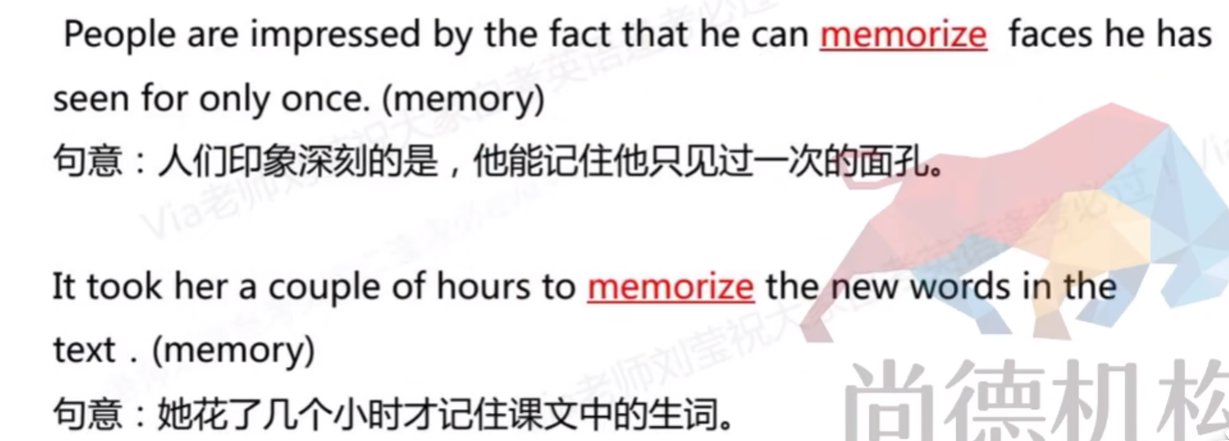 People are impressed by the fact that he can memorize faces he has
seen for only once. (memory)
句意：人们印象深刻的是，他能记住他只见过一次的面孔。
It took her a couple of hours to memorize the new words in the
text . (memory)
句意：她花了几个小时才记住课文中的生词。
尚德机构